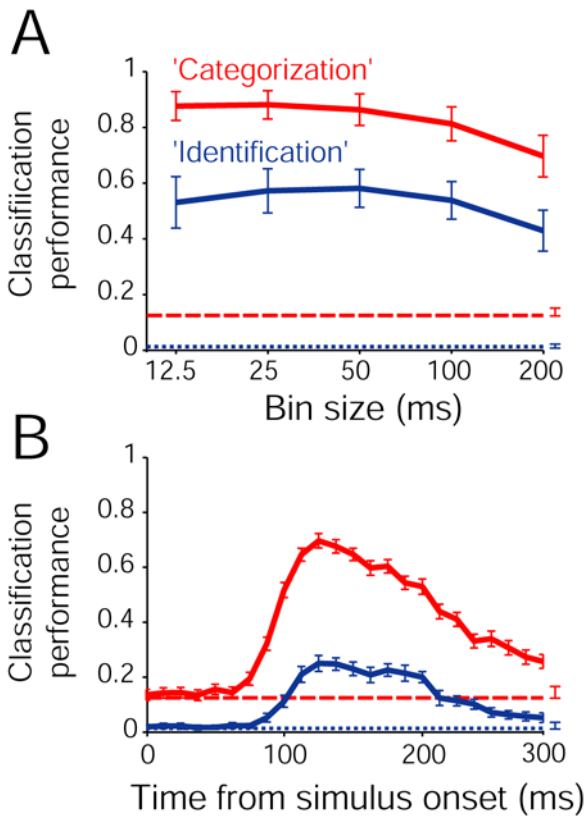 A
'Categorization'
'Identification'
Classifiication
performance
1
0.8
0.6
0.4
0.2
0
12.5 25 50 100 200
Bin size (ms)
B
Classification
performance
1
0.8
0.6
0.4
0.2
0
0 100 200 300
Time from simulus onset (ms)